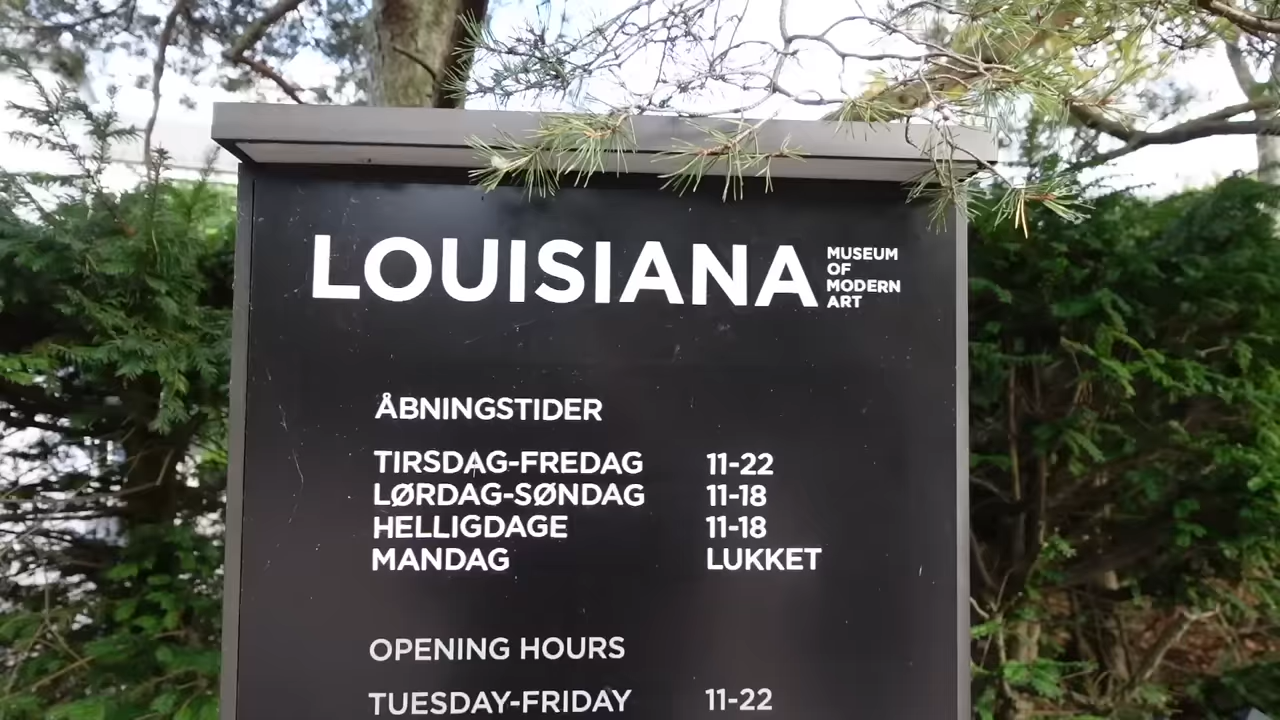 LOUISIANA
MUSEUM
OF
MODERN
ART
ÅBNINGSTIDER
TIRSDAG-FREDAG 11-22
LØRDAG-SØNDAG 11-18
HELLIGDAGE 11-18
MANDAG LUKKET
OPENING HOURS
TUESDAY-FRIDAY 11-22